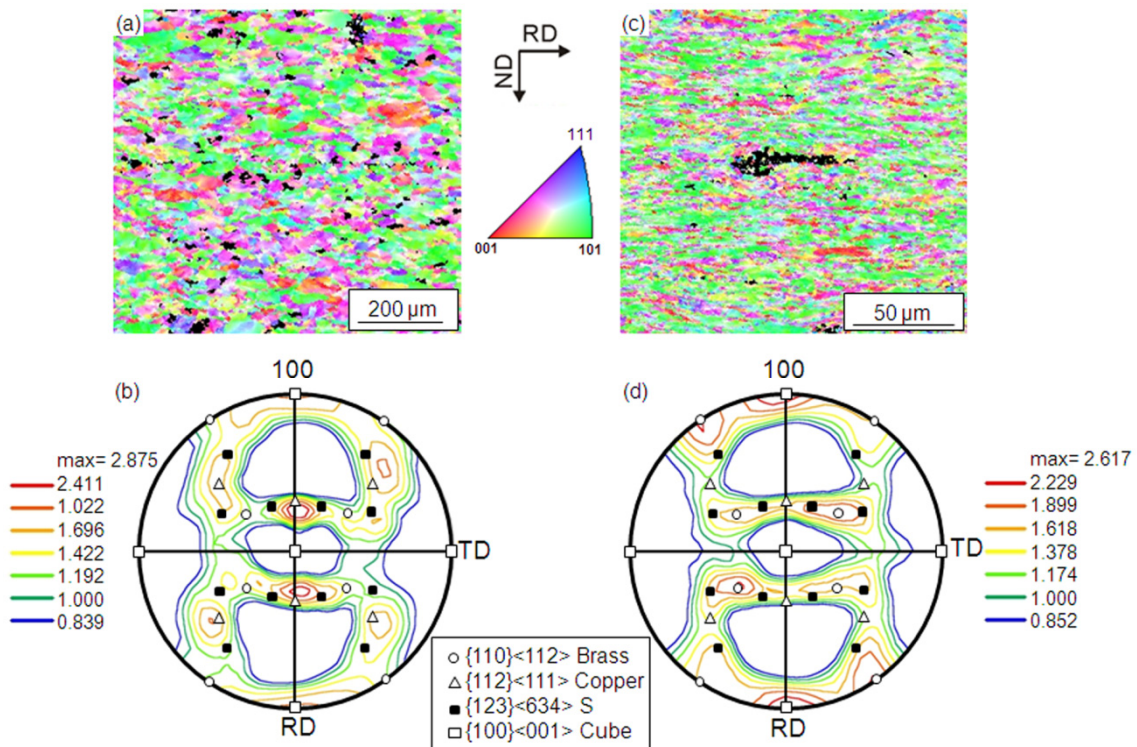 (a)
RD
ND
(c)
111
001
101
200 µm
50 µm
100
(b)
max= 2.875
2.411
1.022
1.696
1.422
1.192
1.000
0.839
TD
RD
100
(d)
max= 2.617
2.229
1.899
1.618
1.378
1.174
1.000
0.852
TD
RD
{110}<112> Brass
{112}<111> Copper
{123}<634> S
{100}<001> Cube